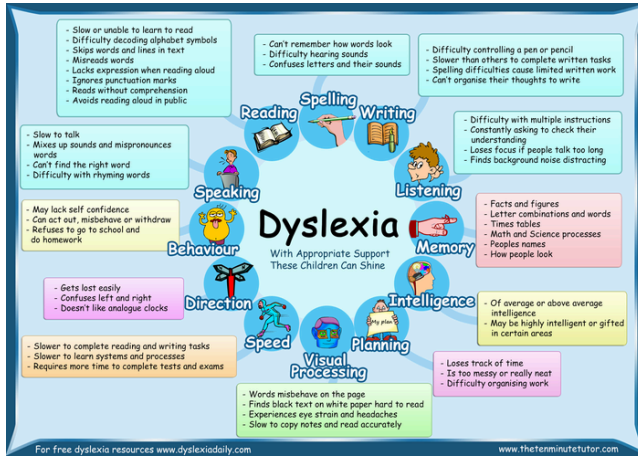 - Slow or unable to learn to read
- Difficulty decoding alphabet symbols
- Skips words and lines in text
- Misreads words
- Lacks expression when reading aloud
- Ignores punctuation marks
- Reads without comprehension
- Avoids reading aloud in public
Reading
- Can't remember how words look
- Difficulty hearing sounds
- Confuses letters and their sounds
Spelling
- Difficulty controlling a pen or pencil
- Slower than others to complete written tasks
- Spelling difficulties cause limited written work
- Can't organise their thoughts to write
Writing
- Difficulty with multiple instructions
- Constantly asking to check their
understanding
- Loses focus if people talk too long
- Finds background noise distracting
Listening
- Facts and figures
- Letter combinations and words
- Times tables
- Math and Science processes
- Peoples names
- How people look
Memory
- Of average or above average
intelligence
- May be highly intelligent or gifted
in certain areas
Intelligence
- Loses track of time
- Is too messy or really neat
- Difficulty organising work
My plan
Planning
- Words misbehave on the page
- Finds black text on white paper hard to read
- Experiences eye strain and headaches
- Slow to copy notes and read accurately
Visual
Processing
- Slower to complete reading and writing tasks
- Slower to learn systems and processes
- Requires more time to complete tests and exams
Speed
- Gets lost easily
- Confuses left and right
- Doesn't like analogue clocks
Direction
- May lack self confidence
- Can act out, misbehave or withdraw
- Refuses to go to school and
do homework
Behaviour
- Slow to talk
- Mixes up sounds and mispronounces
words
- Can't find the right word
- Difficulty with rhyming words
Speaking
Dyslexia
With Appropriate Support
These Children Can Shine
For free dyslexia resources www.dyslexiadaily.com
www.thetenminutetutor.com